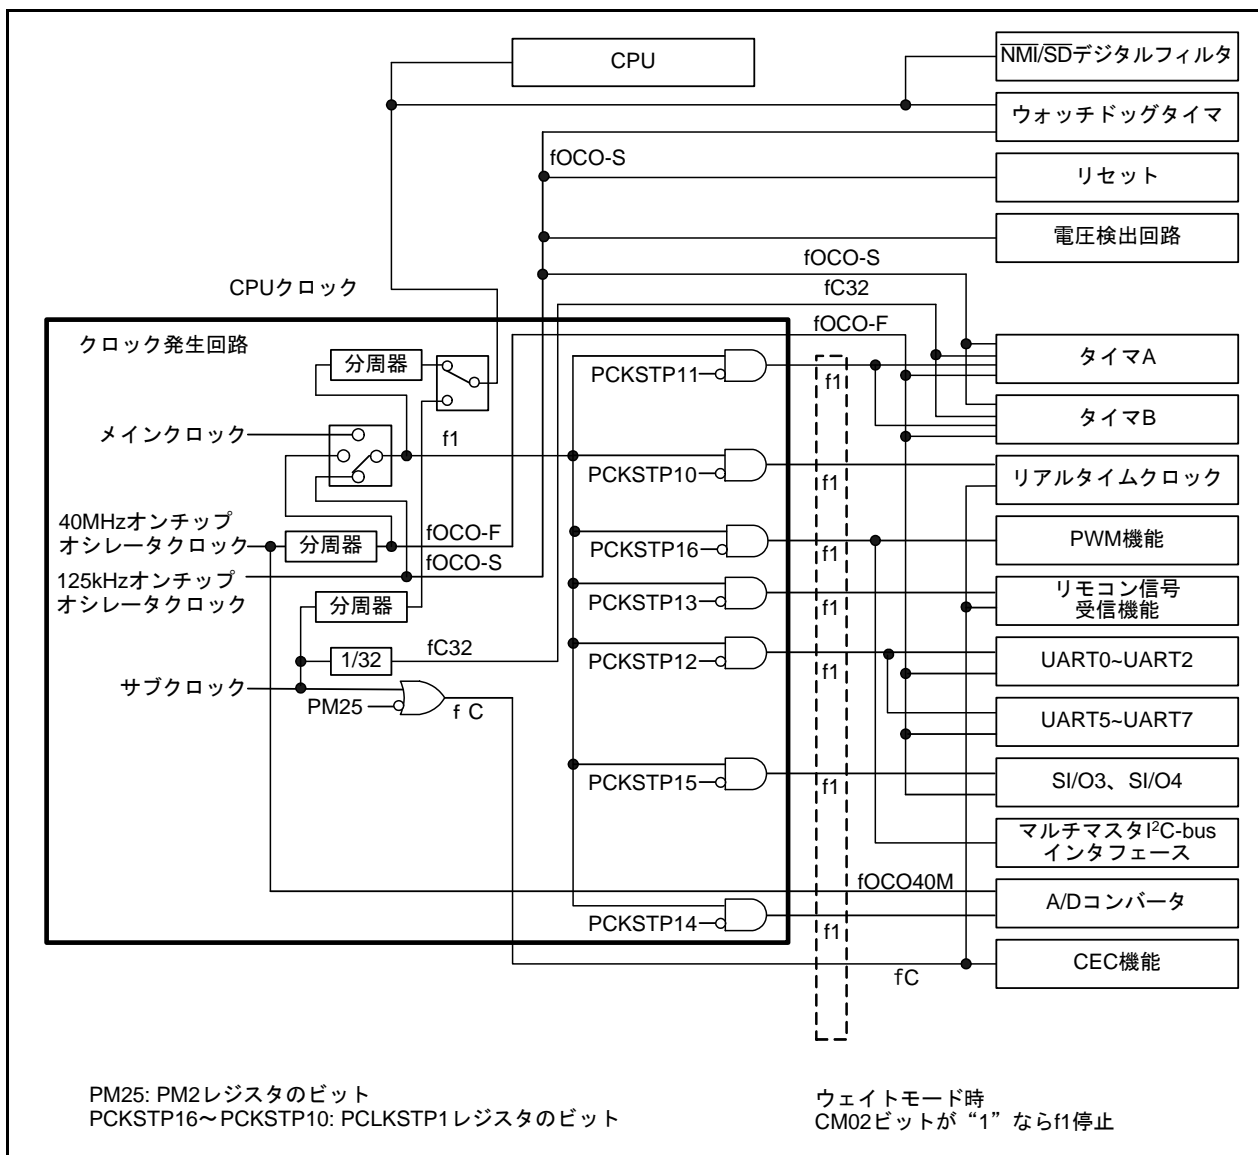 CPU
NMI/SDデジタルフィルタ
ウォッチドッグタイマ
fOCO-S
リセット
電圧検出回路
fOCO-S
CPUクロック
fC32
fOCO-F
クロック発生回路
分周器
PCKSTP11
f1
タイマA
メインクロック
f1
タイマB
PCKSTP10
f1
リアルタイムクロック
40MHzオンチップ
オシレータクロック
分周器
fOCO-F
PCKSTP16
f1
PWM機能
125kHzオンチップ
オシレータクロック
fOCO-S
分周器
PCKSTP13
f1
リモコン信号
受信機能
1/32
fC32
PCKSTP12
f1
UART0~UART2
サブクロック
PM25
f C
UART5~UART7
PCKSTP15
f1
SI/O3、SI/O4
マルチマスタI²C-bus
インタフェース
fOCO40M
A/Dコンバータ
PCKSTP14
f1
fC
CEC機能
PM25: PM2レジスタのビット
PCKSTP16～PCKSTP10: PCLKSTP1レジスタのビット
ウェイトモード時
CM02ビットが“1”ならf1停止